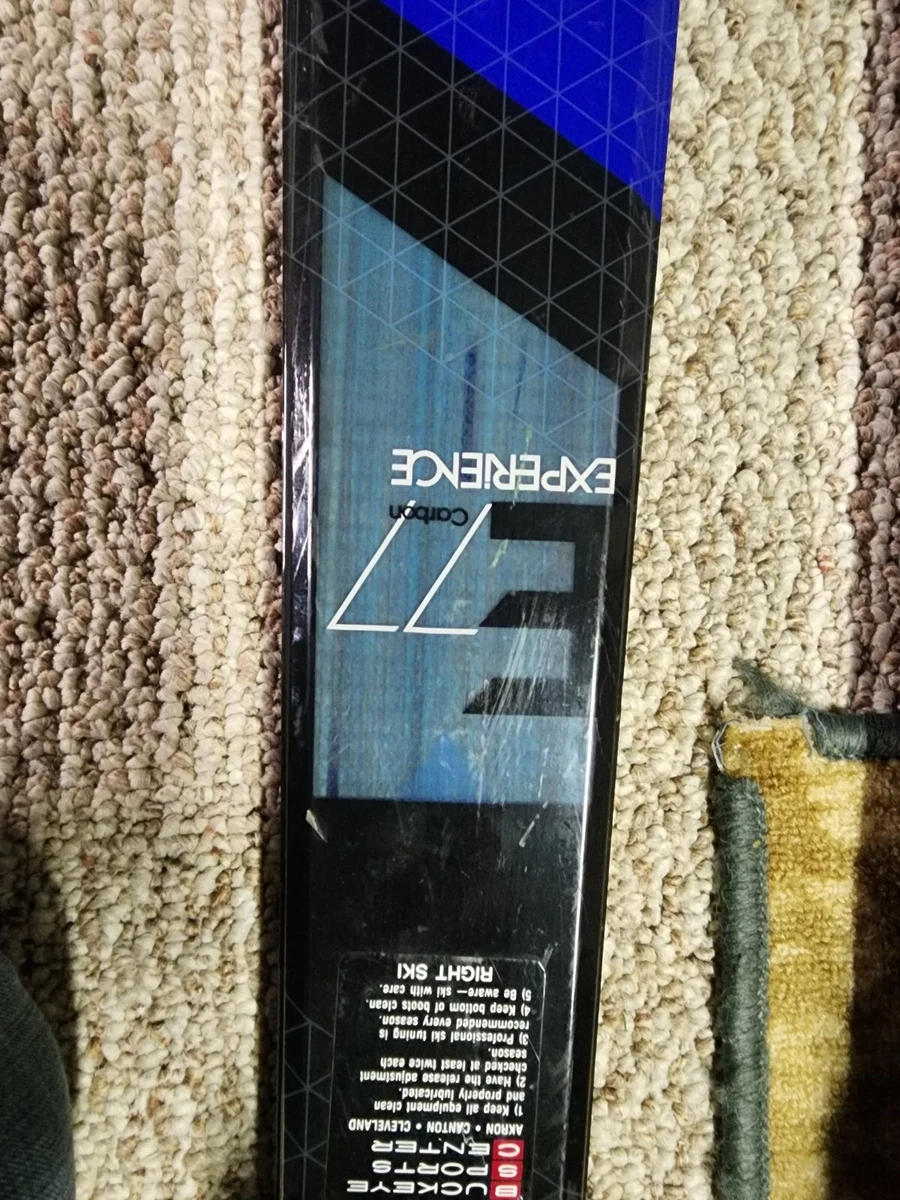 BUCKEYE
SPORTS
CENTER
AKRON • CANTON • CLEVELAND
1) Keep all equipment clean
and properly lubricated.
2) Have the release adjustment
checked at least twice each
season.
3) Professional ski tuning is
recommended every season.
4) Keep bottom of boots clean.
5) Be aware — ski with care.
RIGHT SKI
E77
Carbon
EXPERIENCE